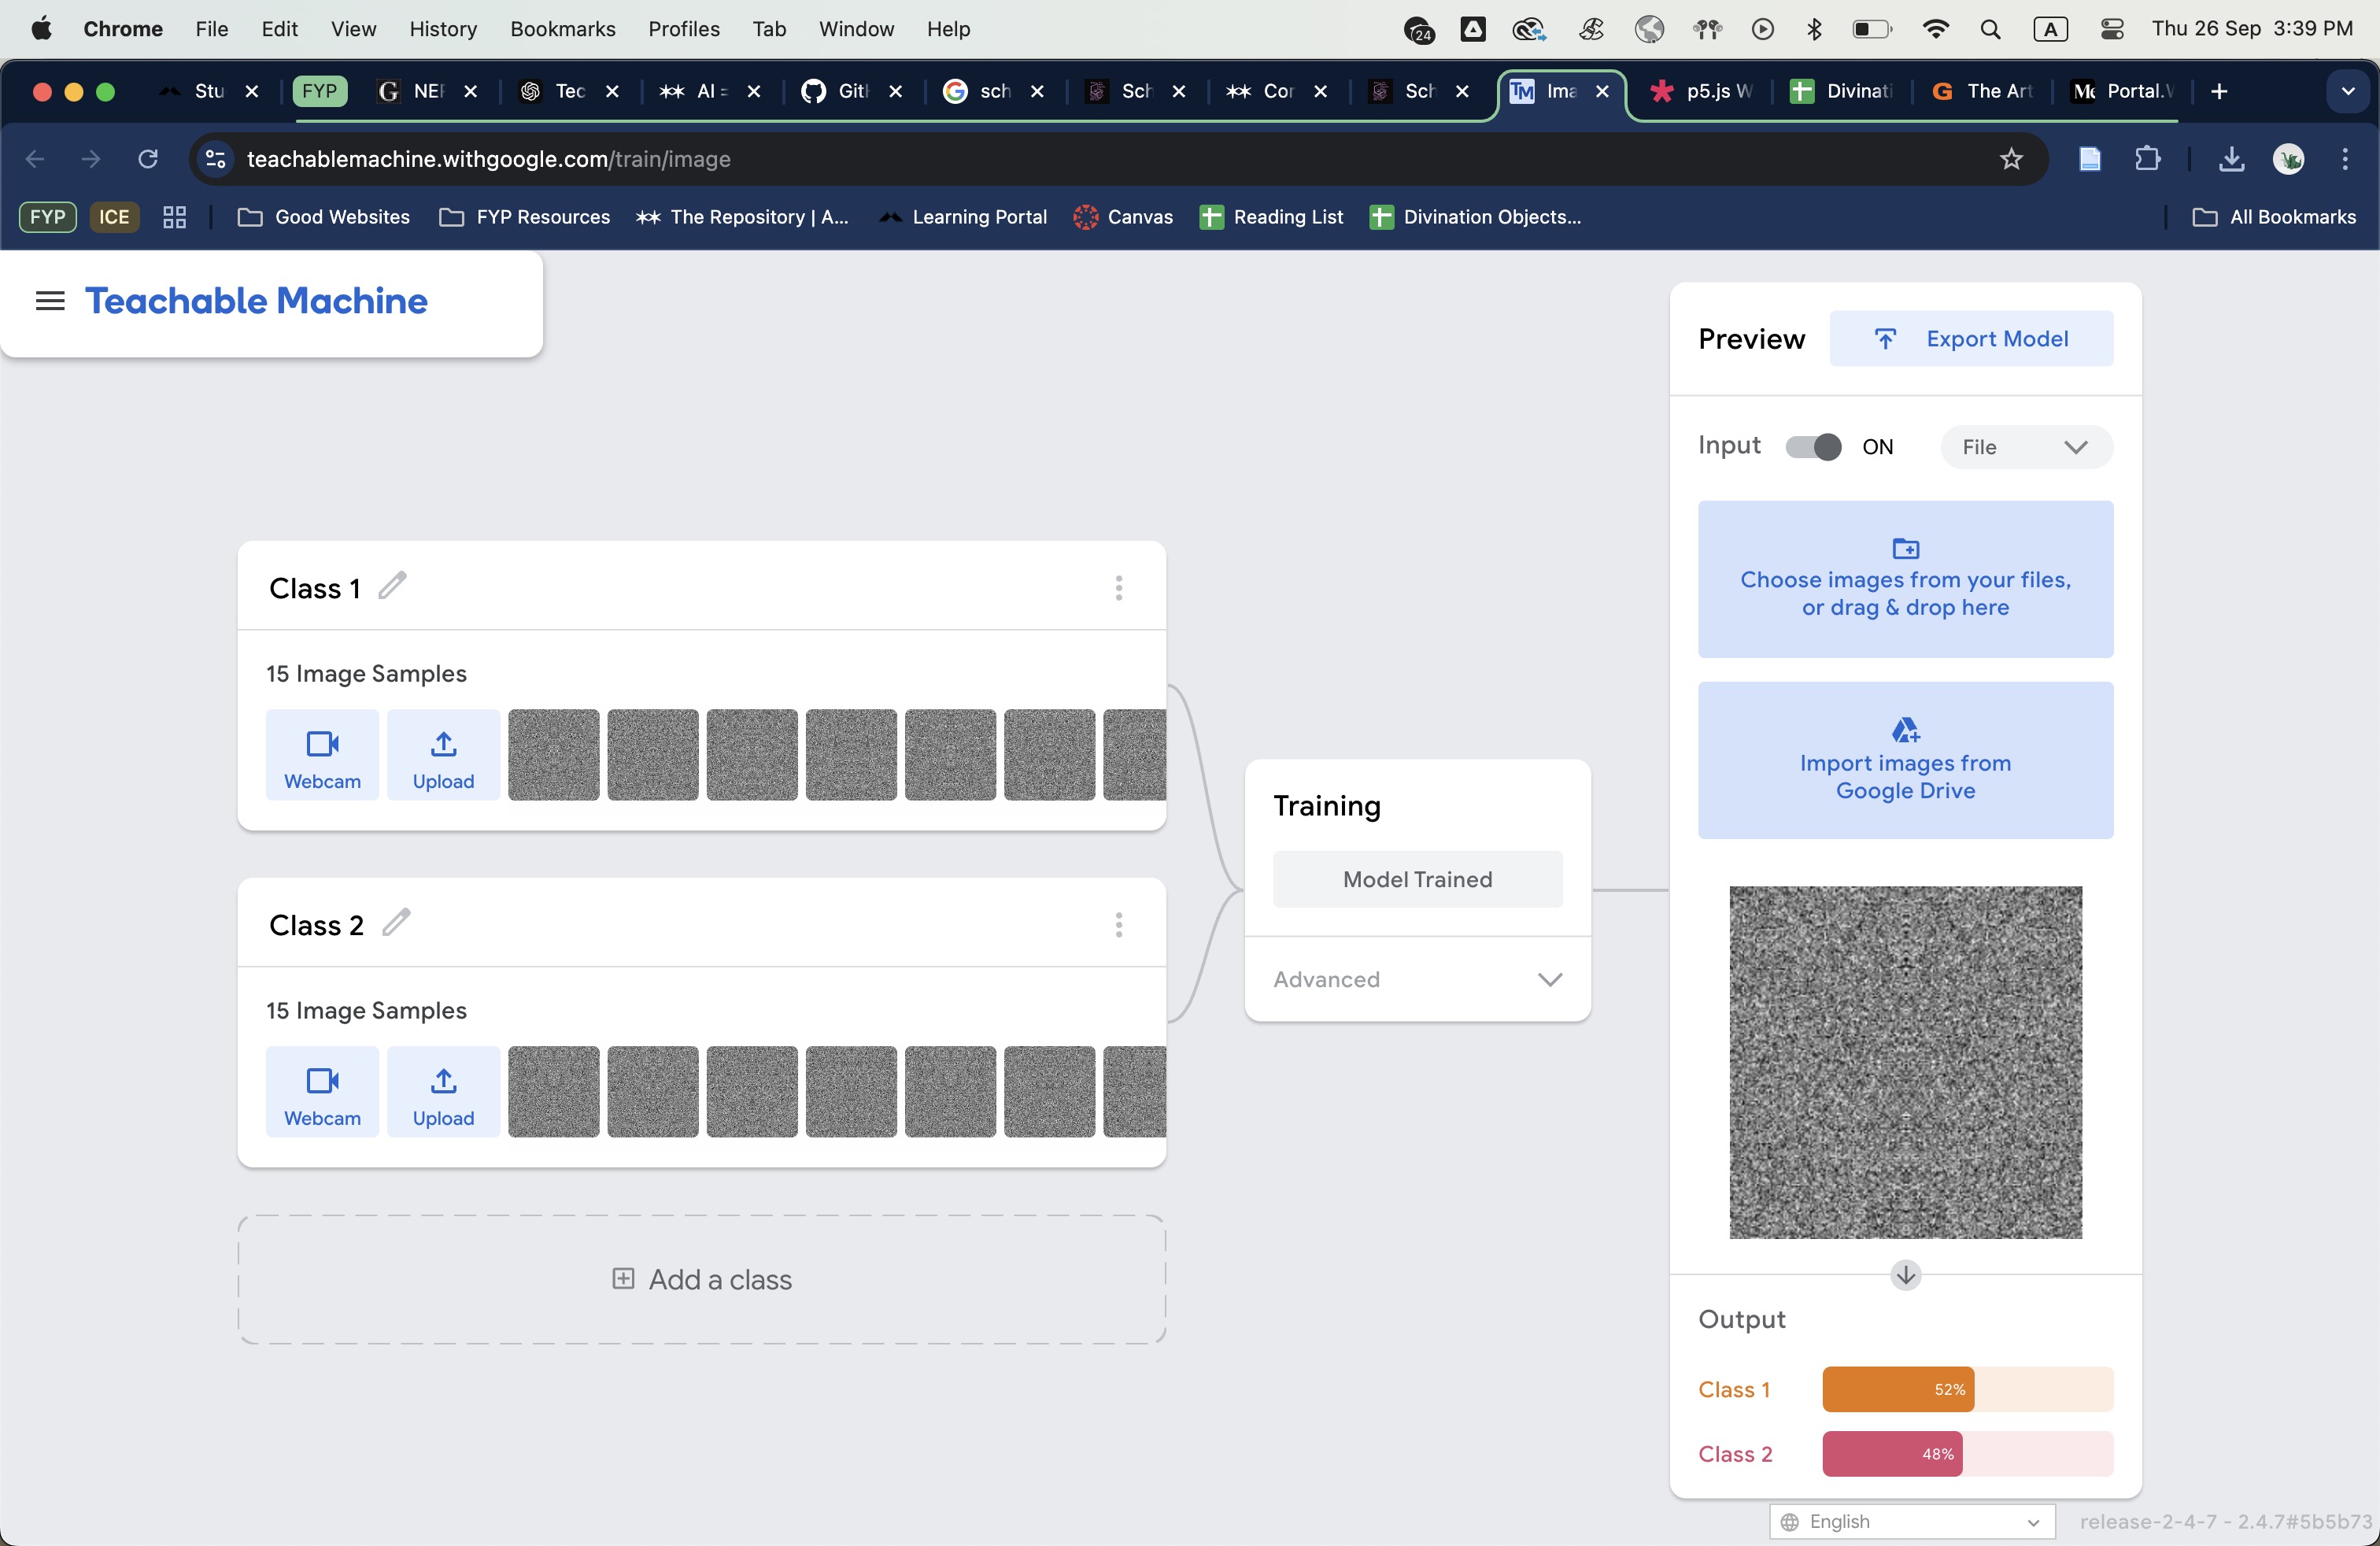 Chrome File Edit View History Bookmarks Profiles Tab Window Help 24 A Thu 26 Sep 3:39 PM
Stu FYP G NEF Tec AI = Gitl sch Sch Cor Sch TM Ima p5.js W Divinati The Art Portal.V
teachablemachine.withgoogle.com/train/image
FYP ICE Good Websites FYP Resources The Repository | A... Learning Portal Canvas Reading List Divination Objects... All Bookmarks
Teachable Machine
Class 1
15 Image Samples
Webcam Upload
Class 2
15 Image Samples
Webcam Upload
Add a class
Training
Model Trained
Advanced
Preview Export Model
Input ON File
Choose images from your files,
or drag & drop here
Import images from
Google Drive
Output
Class 1 52%
Class 2 48%
English release-2-4-7 - 2.4.7#5b5b73